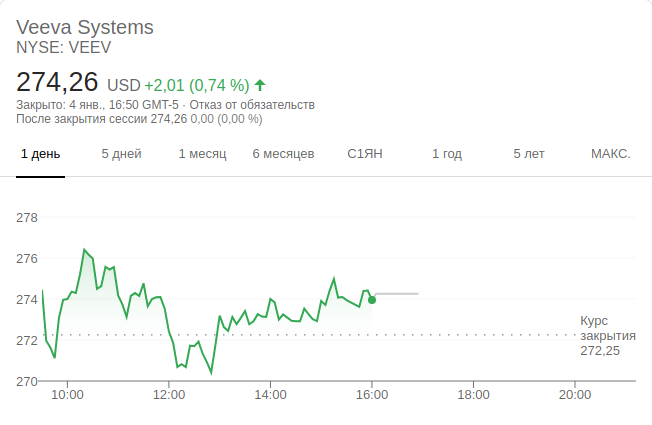 Veeva Systems
NYSE: VEEV
274,26 USD +2,01 (0,74 %)
Закрыто: 4 янв., 16:50 GMT-5 · Отказ от обязательств
После закрытия сессии 274,26 0,00 (0,00 %)
1 день 5 дней 1 месяц 6 месяцев С1ЯН 1 год 5 лет МАКС.
278
276
274
272
270
Курс
закрытия
272,25
10:00 12:00 14:00 16:00 18:00 20:00